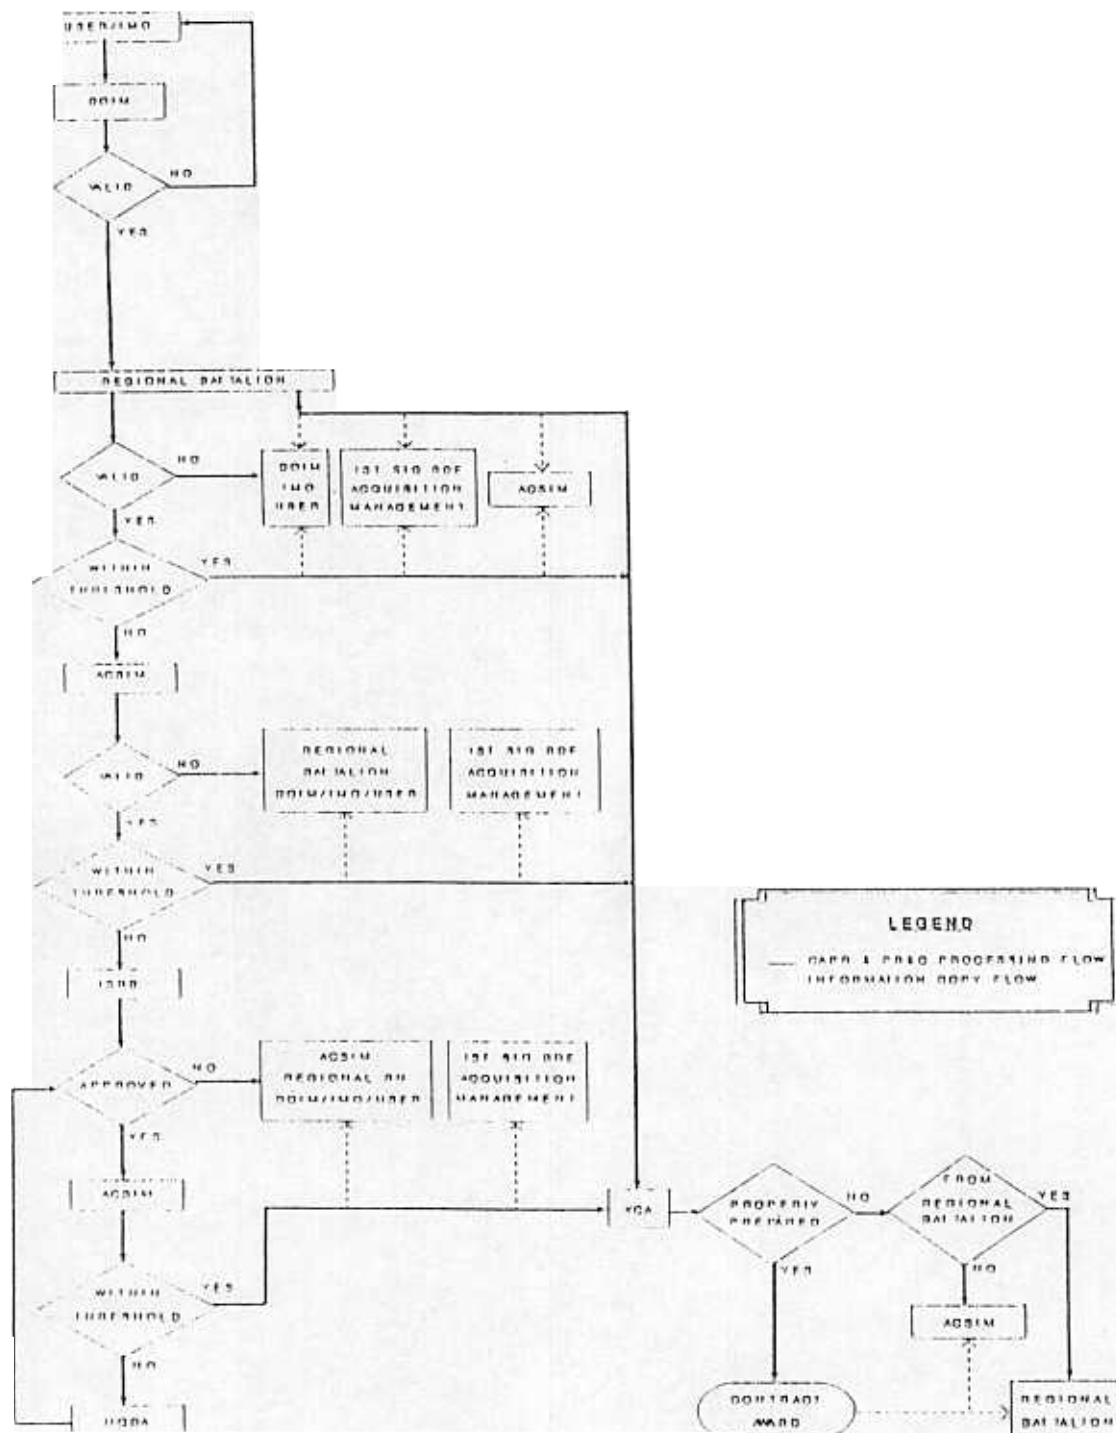 USER/IMO
DOIM
VALID
NO
YES
REGIONAL BATTALION
VALID
NO
DOIM
IMO
USER
1ST SIG BDE
ACQUISITION
MANAGEMENT
ACSIM
YES
WITHIN
THRESHOLD
YES
NO
ACSIM
VALID
NO
REGIONAL
BATTALION
DOIM/IMO/USER
1ST SIG BDE
ACQUISITION
MANAGEMENT
YES
WITHIN
THRESHOLD
YES
NO
LEGEND
CAPR & PR&C PROCESSING FLOW
INFORMATION COPY FLOW
APPROVED
NO
ACSIM
REGIONAL BN
DOIM/IMO/USER
1ST SIG BDE
ACQUISITION
MANAGEMENT
YES
ACSIM
WITHIN
THRESHOLD
YES
NO
HQDA
KCA
PROPERLY
PREPARED
NO
FROM
REGIONAL
BATTALION
YES
YES
NO
ACSIM
CONTRACT
AWARD
REGIONAL
BATTALION